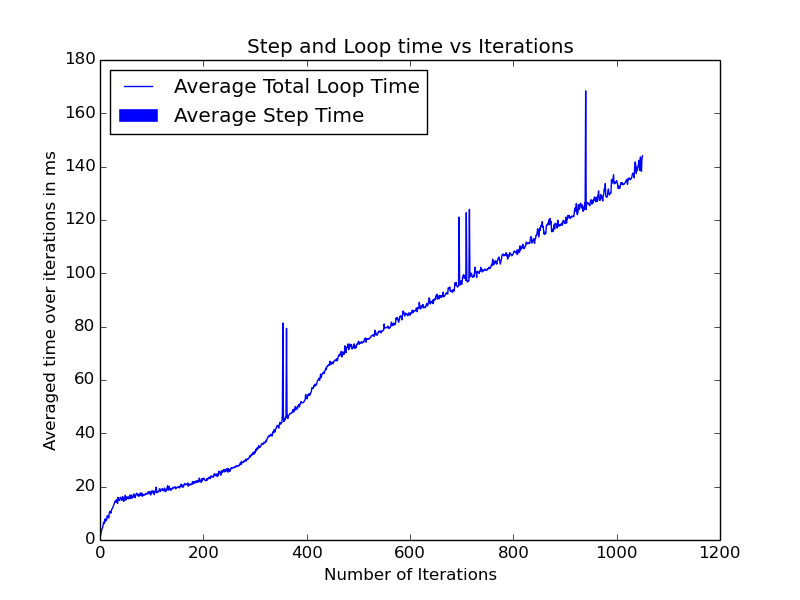 Step and Loop time vs Iterations
Average Total Loop Time
Average Step Time
180
160
140
120
100
80
60
40
20
0
Averaged time over iterations in ms
0 200 400 600 800 1000 1200
Number of Iterations